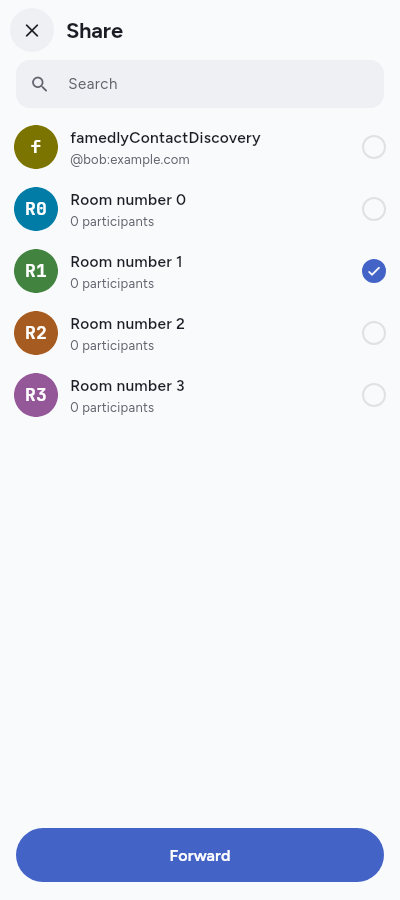 Share
Search
f
famedlyContactDiscovery
@bob:example.com
R0
Room number 0
0 participants
R1
Room number 1
0 participants
R2
Room number 2
0 participants
R3
Room number 3
0 participants
Forward